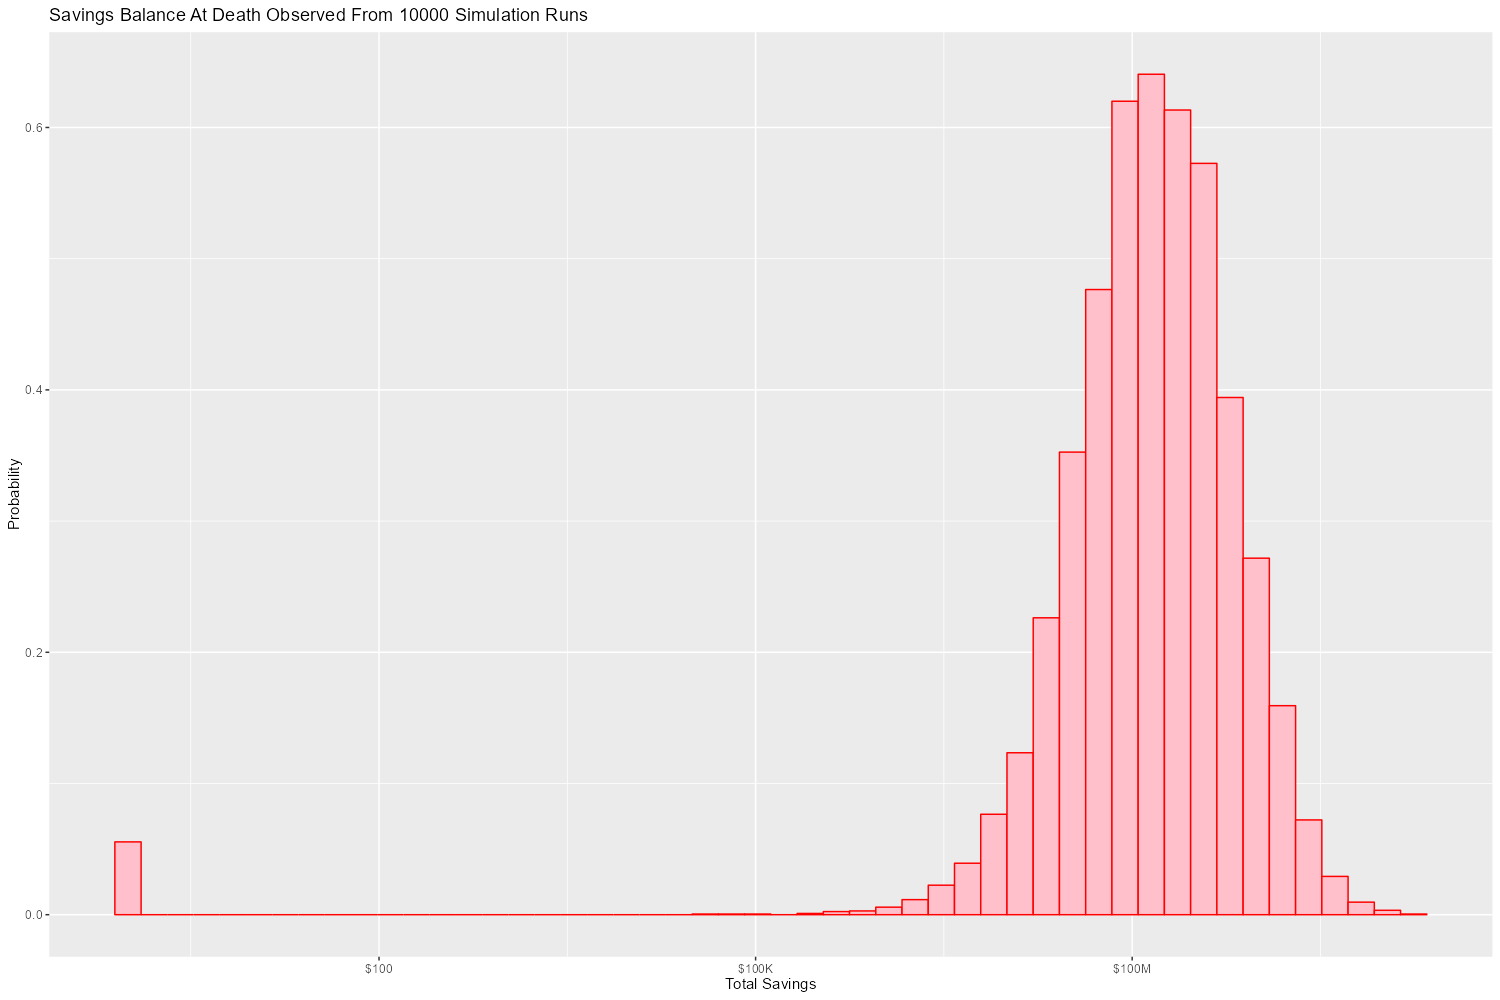 Savings Balance At Death Observed From 10000 Simulation Runs
Probability
0.6
0.4
0.2
0.0
$100
$100K
$100M
Total Savings